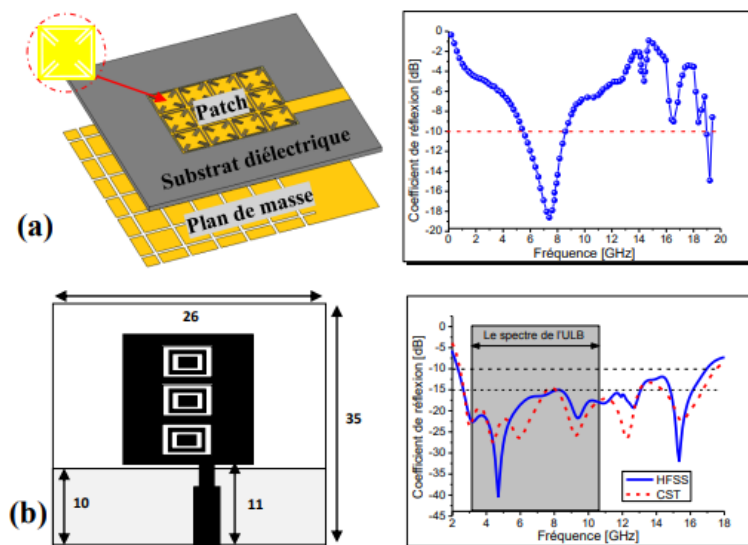 Patch
Substrat diélectrique
Plan de masse
(a)
Coefficient de réflexion [dB]
0
-2
-4
-6
-8
-10
-12
-14
-16
-18
-20
0 2 4 6 8 10 12 14 16 18 20
Fréquence [GHz]
26
35
10
11
(b)
Coefficient de réflexion [dB]
0
-5
-10
-15
-20
-25
-30
-35
-40
-45
Le spectre de l'ULB
HFSS
CST
2 4 6 8 10 12 14 16 18
Fréquence [GHz]